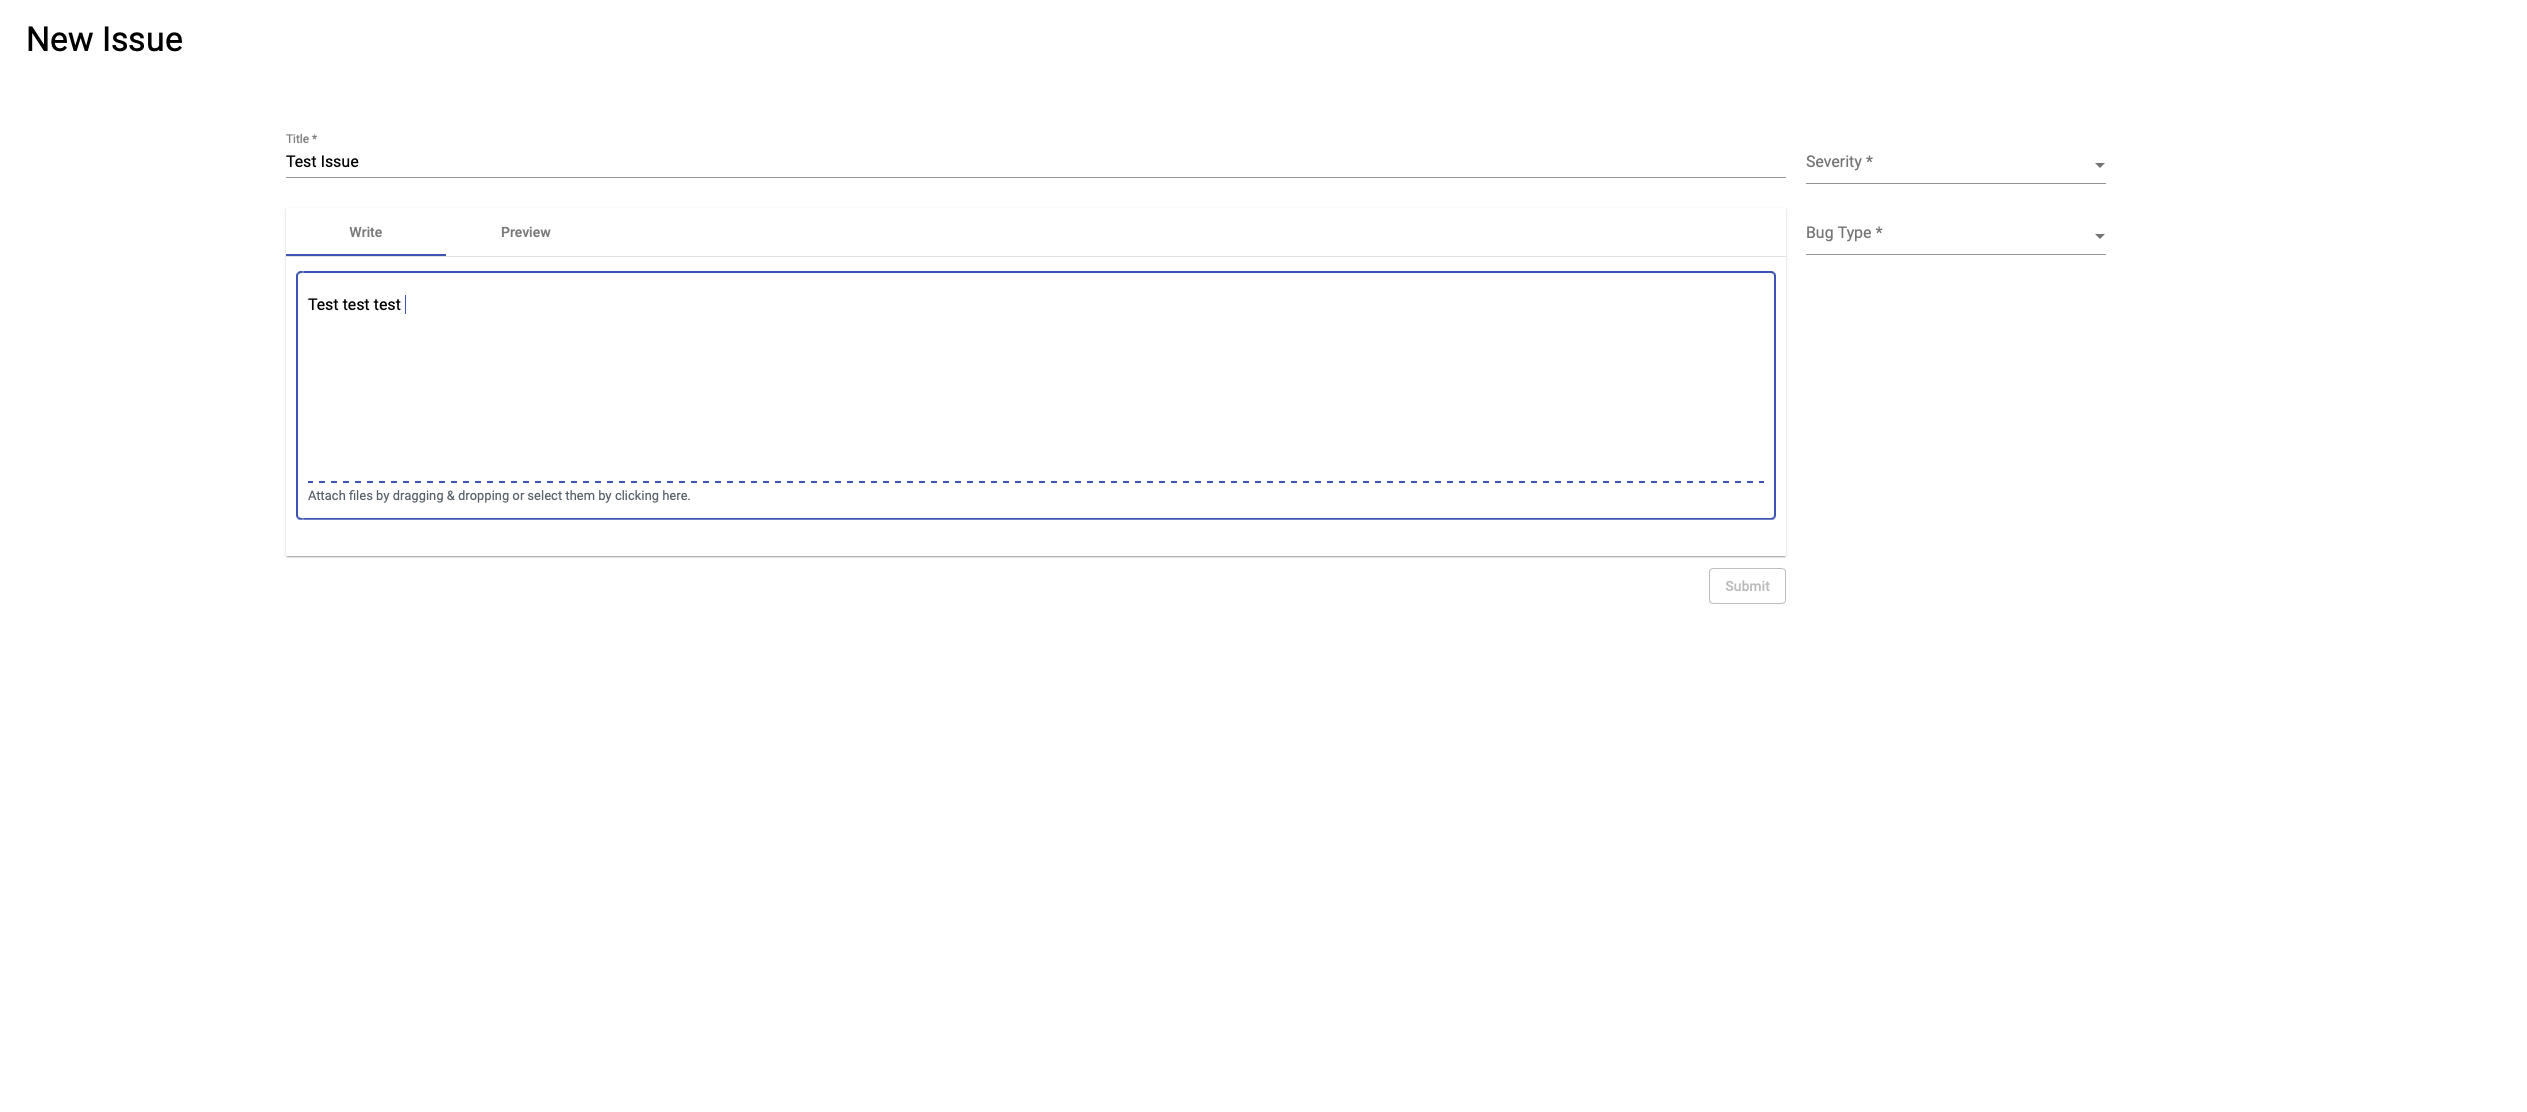 New Issue
Title *
Test Issue
Severity *
Write
Preview
Bug Type *
Test test test
Attach files by dragging & dropping or select them by clicking here.
Submit